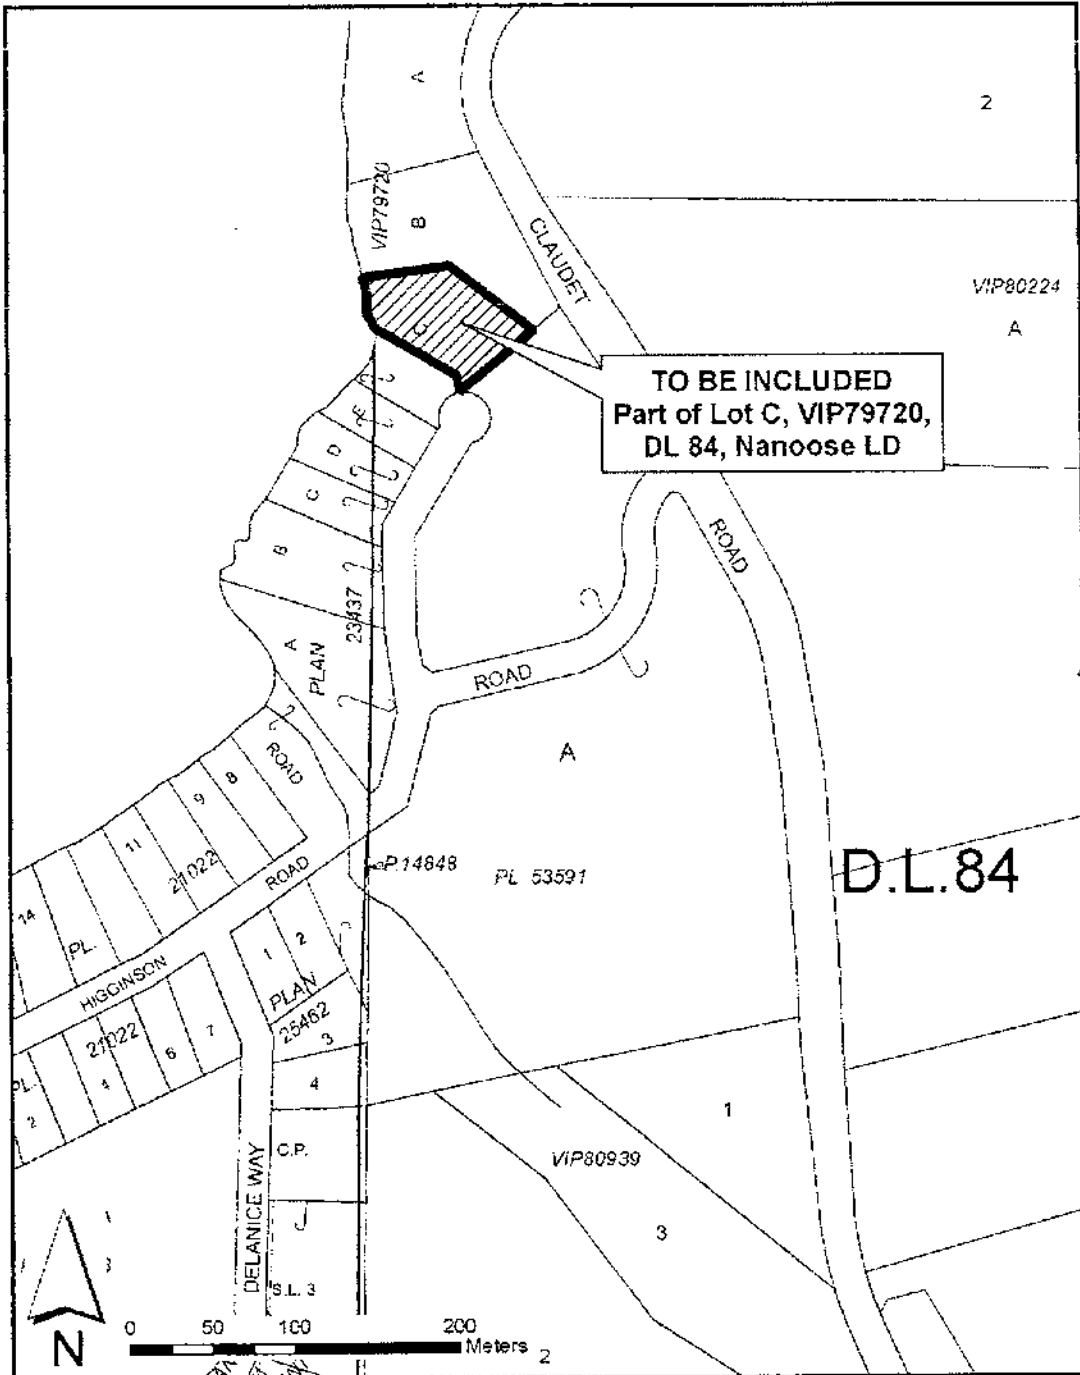 A
2
VIP79720
B
CLAUDET
VIP80224
A
C
TO BE INCLUDED
Part of Lot C, VIP79720,
DL 84, Nanoose LD
E
D
C
B
ROAD
23437
A
PLAN
ROAD
A
ROAD
8
9
11
21022
ROAD
P.14848
PL 53591
D.L.84
14
PL.
1
2
HIGGINSON
PLAN
25462
3
21022
7
6
4
PL.
2
4
1
C.P.
VIP80939
DELANICE WAY
3
S.L. 3
N
0 50 100 200
Meters
2